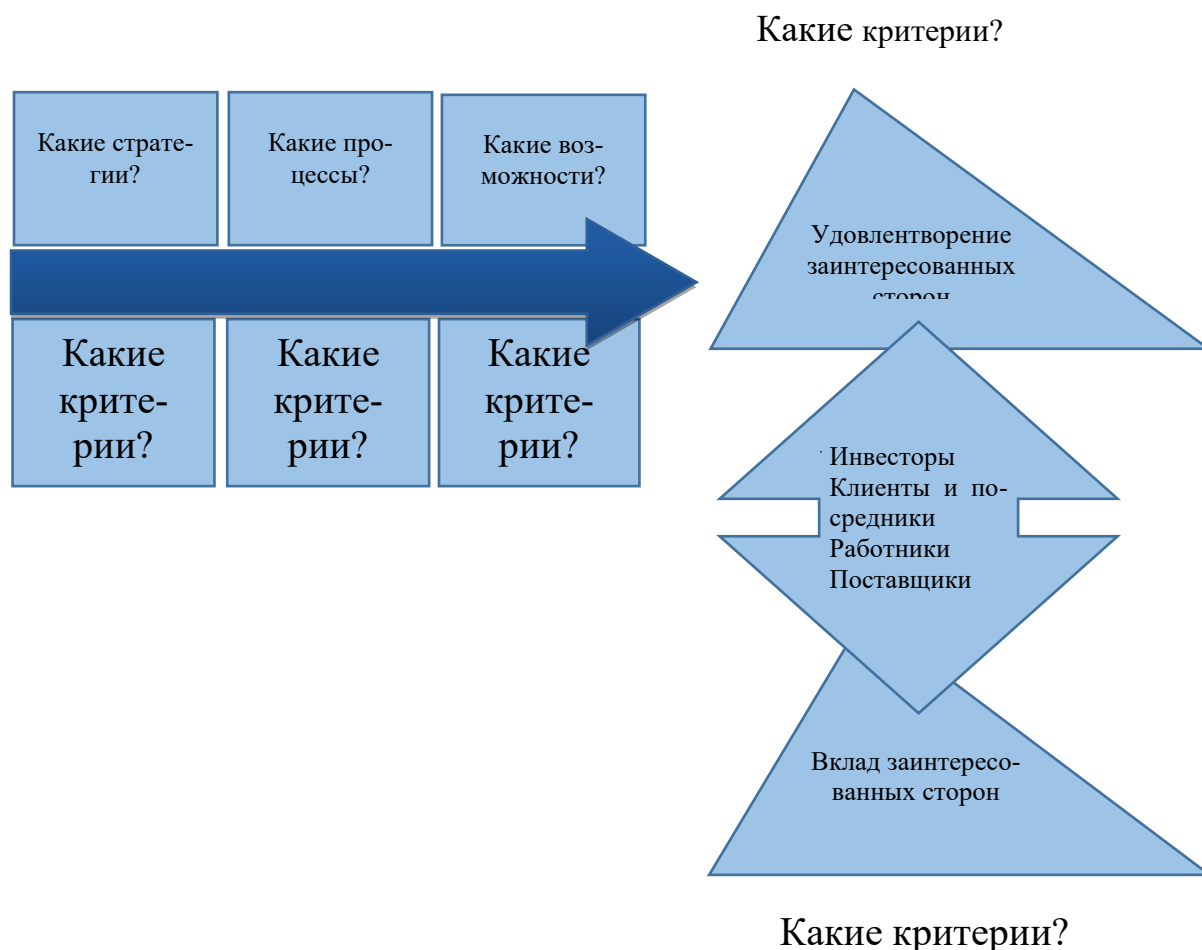 Какие критерии?
Какие страте-
гии?
Какие про-
цессы?
Какие воз-
можности?
Удовлентворение
заинтересованных
сторон
Какие
крите-
рии?
Какие
крите-
рии?
Какие
крите-
рии?
Инвесторы
Клиенты и по-
средники
Работники
Поставщики
Вклад заинтересо-
ванных сторон
Какие критерии?